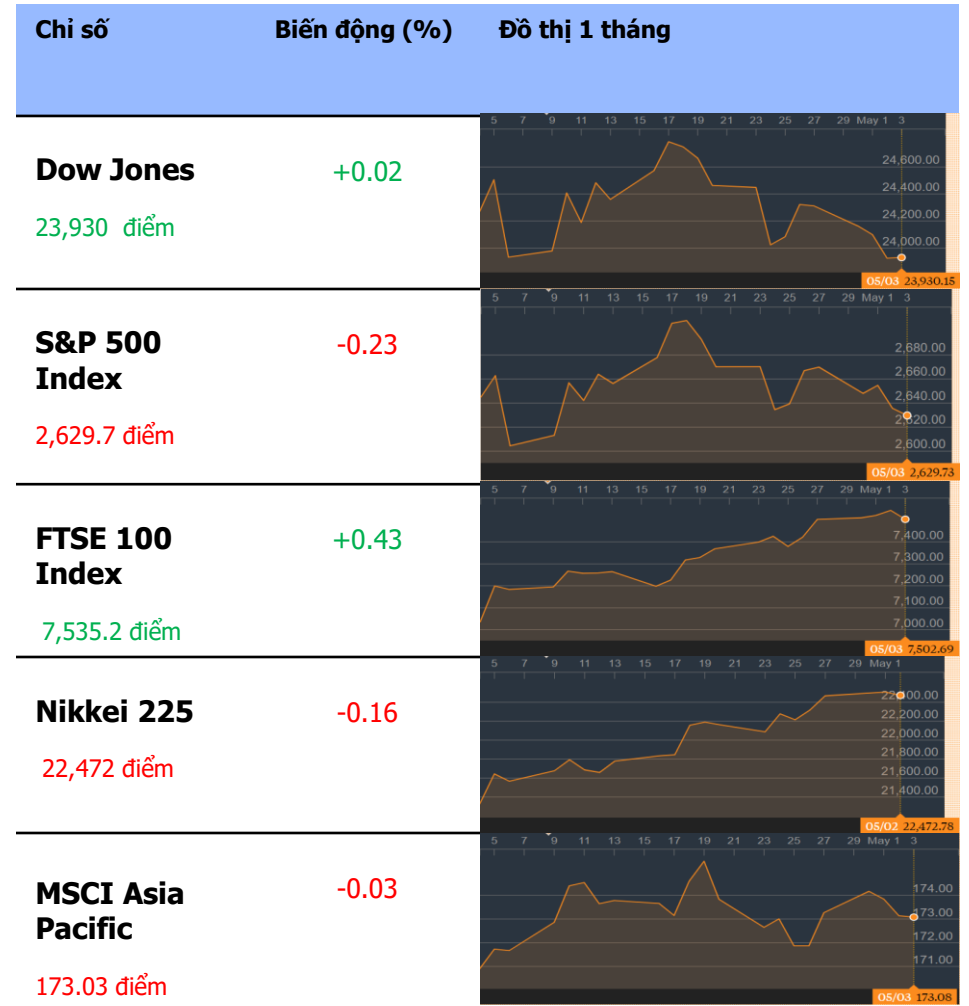 Chỉ số Biến động (%) Đồ thị 1 tháng
Dow Jones +0.02
23,930 điểm
5 7 9 11 13 15 17 19 21 23 25 27 29 May 1 3
24,600.00
24,400.00
24,200.00
24,000.00
05/03 23,930.15
S&P 500
Index
-0.23
2,629.7 điểm
5 7 9 11 13 15 17 19 21 23 25 27 29 May 1 3
2,680.00
2,660.00
2,640.00
2,620.00
2,600.00
05/03 2,629.73
FTSE 100
Index
+0.43
7,535.2 điểm
5 7 9 11 13 15 17 19 21 23 25 27 29 May 1 3
7,400.00
7,300.00
7,200.00
7,100.00
7,000.00
05/03 7,502.69
Nikkei 225 -0.16
22,472 điểm
5 7 9 11 13 15 17 19 21 23 25 27 29 May 1
22,200.00
22,000.00
21,800.00
21,600.00
21,400.00
05/02 22,472.78
MSCI Asia
Pacific
-0.03
173.03 điểm
5 7 9 11 13 15 17 19 21 23 25 27 29 May 1 3
174.00
173.00
172.00
171.00
05/03 173.08